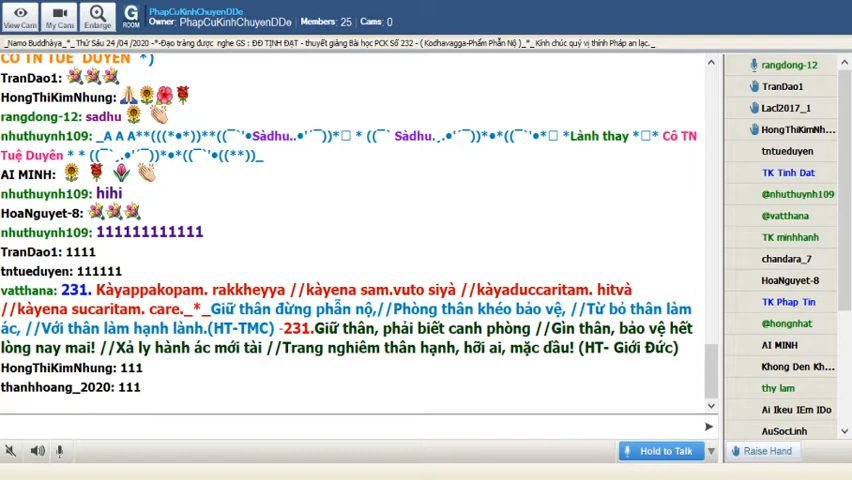 PhapCuKinhChuyenDDe
Owner: PhapCuKinhChuyenDDe Members: 25 Cams: 0
View Cam
My Cam
Enlarge
G
ROOM
_Namo Buddhàya_*_ Thứ Sáu 24 /04 /2020 -*-Đạo tràng được nghe GS : ĐĐ TỊNH ĐẠT - thuyết giảng Bài học PCK Số 232 - ( Kodhavagga-Phẩm Phẫn Nộ )_*_ Kính chúc quý vị thính Pháp an lạc._
CÔ TN TUỆ DUYÊN *)
TranDao1:
HongThiKimNhung:
rangdong-12: sadhu
nhuthuynh109: _A A A**(((*•*))**((¯`'•Sàdhu..•'´¯))*•□ * ((¯` Sàdhu.¸.•'´¯))*•*((¯`'•*□ *Lành thay *□* Cô TN
Tuệ Duyên * * ((¯`¸.•'´¯))*•*((¯`'•((**))_
AI MINH:
nhuthuynh109: hihi
HoaNguyet-8:
nhuthuynh109: 111111111111
TranDao1: 1111
tntueduyen: 111111
vatthana: 231. Kàyappakopam. rakkheyya //kàyena sam.vuto siyà //kàyaduccaritam. hitvà
//kàyena sucaritam. care._*_Giữ thân đừng phẫn nộ,//Phòng thân khéo bảo vệ, //Từ bỏ thân làm
ác, //Với thân làm hạnh lành.(HT-TMC) -231.Giữ thân, phải biết canh phòng //Gìn thân, bảo vệ hết
lòng nay mai! //Xả ly hành ác mới tài //Trang nghiêm thân hạnh, hỡi ai, mặc dầu! (HT- Giới Đức)
HongThiKimNhung: 111
thanhhoang_2020: 111
Hold to Talk
rangdong-12
TranDao1
Lacl2017_1
HongThiKimNh...
tntueduyen
TK Tinh Dat
@nhuthuynh109
@vatthana
TK minhhanh
chandara_7
HoaNguyet-8
TK Phap Tin
@hongnhat
AI MINH
Khong Den Kh...
thy lam
Ai Ikeu IEm IDo
AuSocLinh
Raise Hand